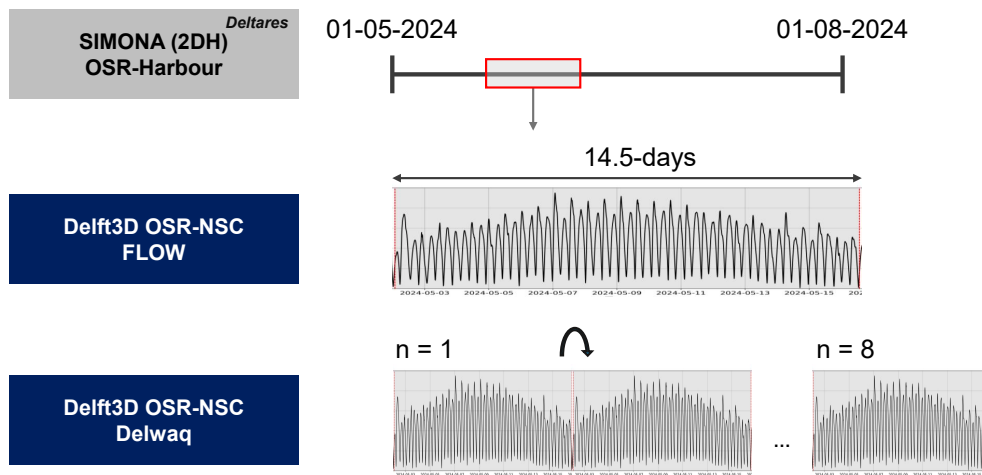 Deltares
SIMONA (2DH)
OSR-Harbour
01-05-2024
01-08-2024
14.5-days
Delft3D OSR-NSC
FLOW
2024-05-03
2024-05-05
2024-05-07
2024-05-09
2024-05-11
2024-05-13
2024-05-15
202
n = 1
n = 8
Delft3D OSR-NSC
Delwaq
...